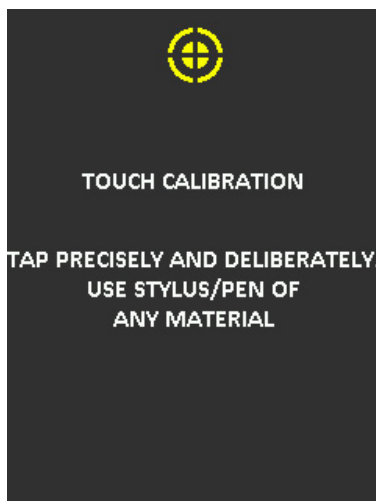 TOUCH CALIBRATION
TAP PRECISELY AND DELIBERATELY.
USE STYLUS/PEN OF
ANY MATERIAL